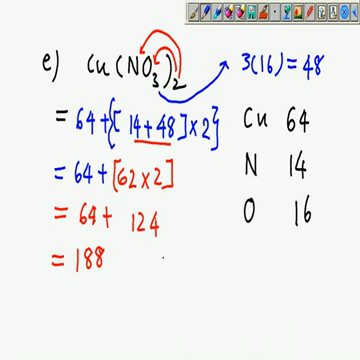 e) Cu(NO₃)₂ 3(16) = 48
= 64 + {[14 + 48] × 2} Cu 64
= 64 + [62 × 2] N 14
= 64 + 124 O 16
= 188